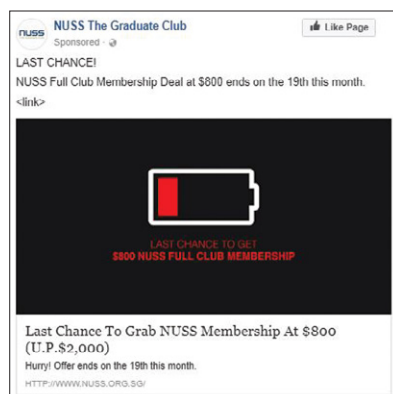 nuss
NUSS The Graduate Club
Sponsored ·
Like Page
LAST CHANCE!
NUSS Full Club Membership Deal at $800 ends on the 19th this month.
<link>
LAST CHANCE TO GET
$800 NUSS FULL CLUB MEMBERSHIP
Last Chance To Grab NUSS Membership At $800
(U.P.$2,000)
Hurry! Offer ends on the 19th this month.
HTTP://WWW.NUSS.ORG.SG/